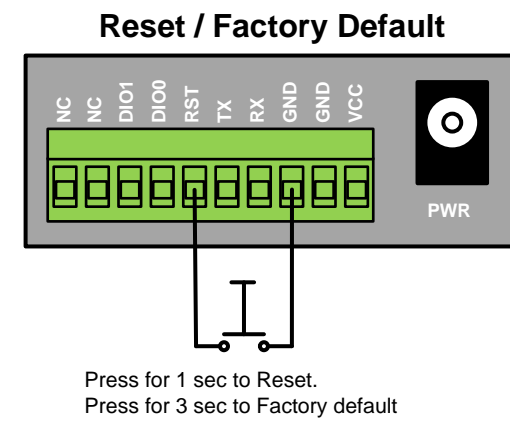 Reset / Factory Default
NC NC DIO1 DIO0 RST TX RX GND GND VCC
PWR
Press for 1 sec to Reset.
Press for 3 sec to Factory default